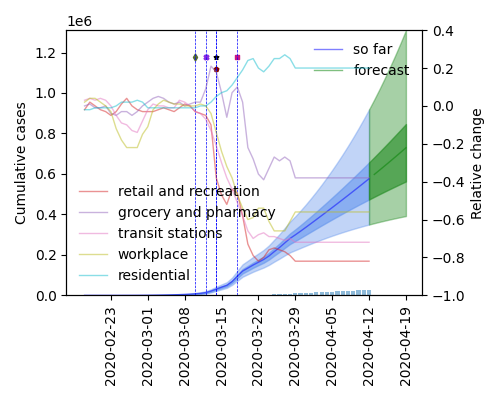 1e6
so far
forecast
retail and recreation
grocery and pharmacy
transit stations
workplace
residential
Cumulative cases
0.0
0.2
0.4
0.6
0.8
1.0
1.2
Relative change
0.4
0.2
0.0
−0.2
−0.4
−0.6
−0.8
−1.0
2020-02-23
2020-03-01
2020-03-08
2020-03-15
2020-03-22
2020-03-29
2020-04-05
2020-04-12
2020-04-19